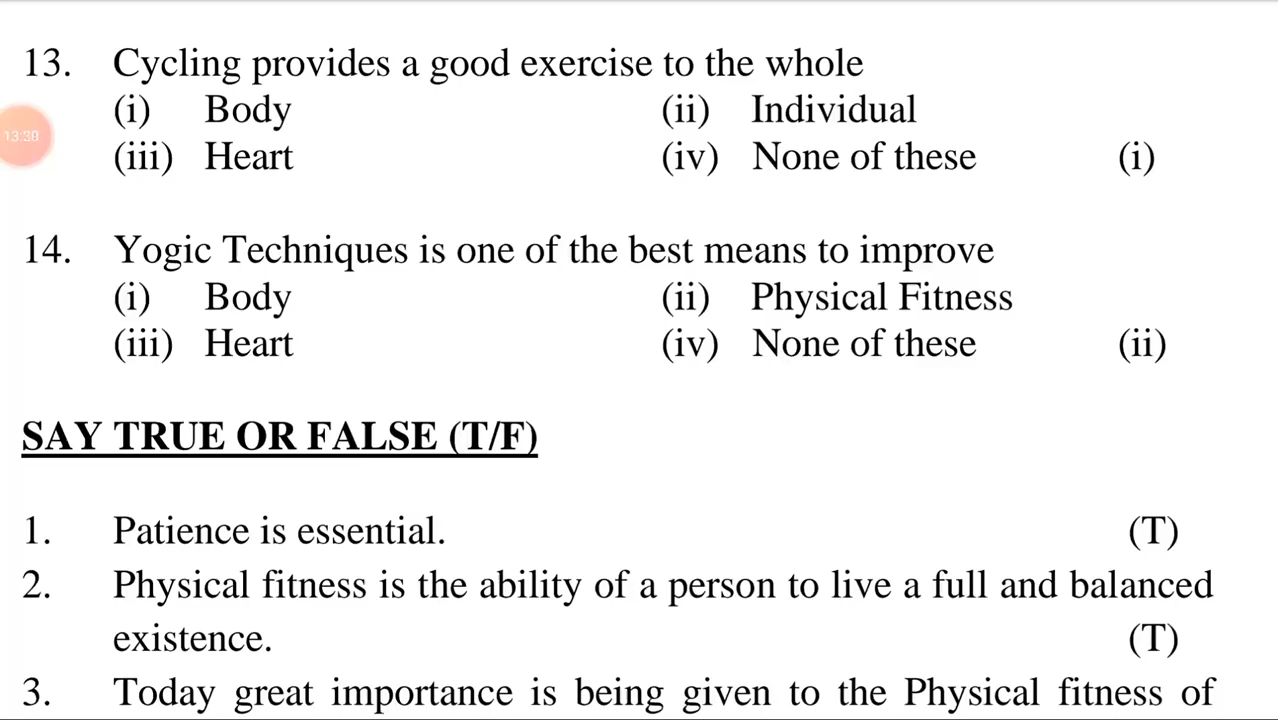 13. Cycling provides a good exercise to the whole
(i) Body (ii) Individual
13:30
(iii) Heart (iv) None of these (i)
14. Yogic Techniques is one of the best means to improve
(i) Body (ii) Physical Fitness
(iii) Heart (iv) None of these (ii)
SAY TRUE OR FALSE (T/F)
1. Patience is essential. (T)
2. Physical fitness is the ability of a person to live a full and balanced
existence. (T)
3. Today great importance is being given to the Physical fitness of